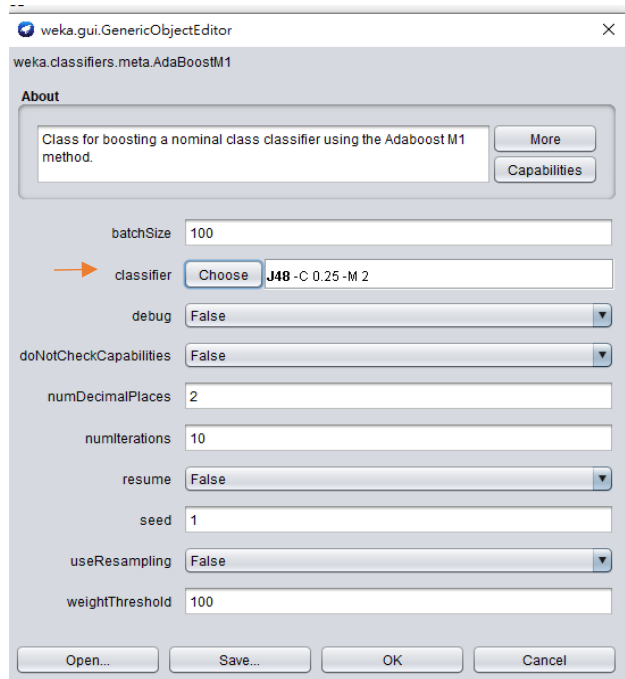 weka.gui.GenericObjectEditor
weka.classifiers.meta.AdaBoostM1
About
Class for boosting a nominal class classifier using the Adaboost M1
method.
More
Capabilities
batchSize 100
classifier Choose J48 -C 0.25 -M 2
debug False
doNotCheckCapabilities False
numDecimalPlaces 2
numIterations 10
resume False
seed 1
useResampling False
weightThreshold 100
Open... Save... OK Cancel